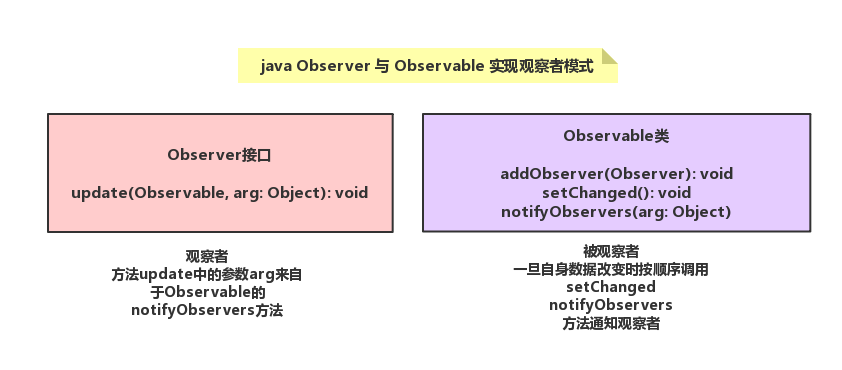 java Observer 与 Observable 实现观察者模式
Observer接口
update(Observable, arg: Object): void
Observable类
addObserver(Observer): void
setChanged(): void
notifyObservers(arg: Object)
观察者
方法update中的参数arg来自
于Observable的
notifyObservers方法
被观察者
一旦自身数据改变时按顺序调用
setChanged
notifyObservers
方法通知观察者